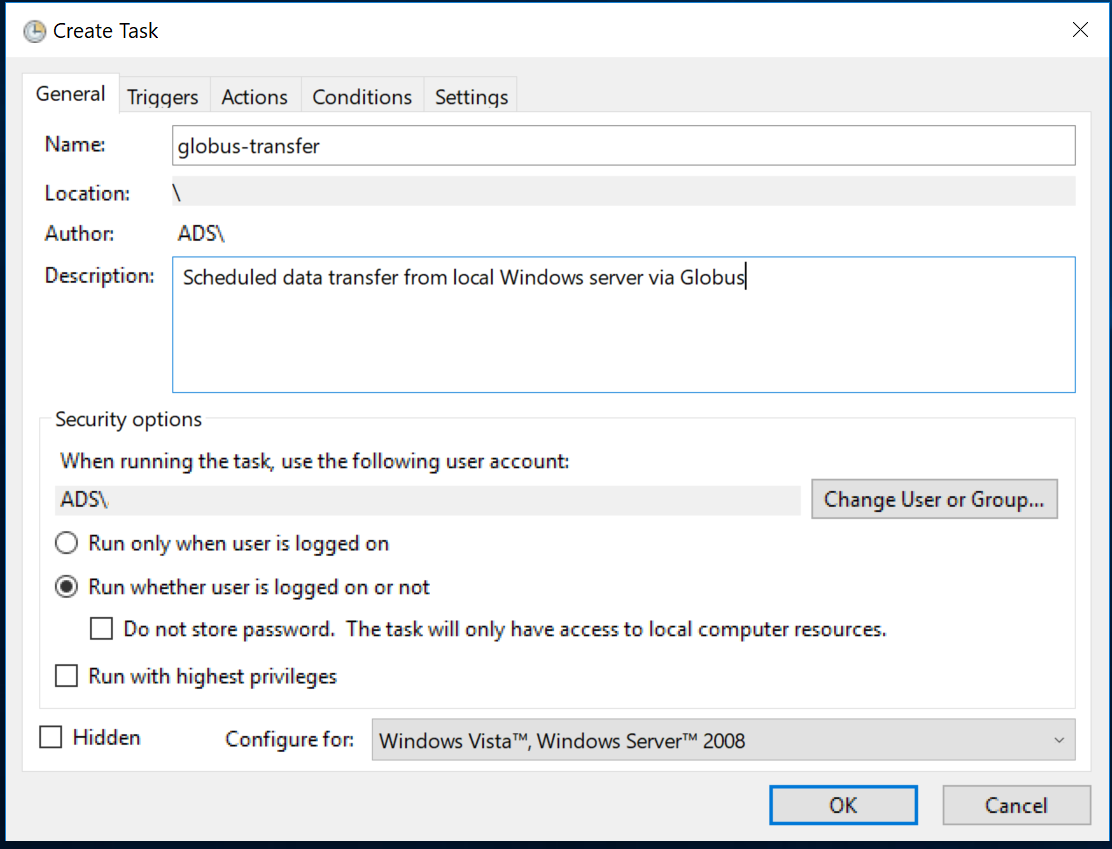 Create Task
General Triggers Actions Conditions Settings
Name: globus-transfer
Location: \
Author: ADS\
Description: Scheduled data transfer from local Windows server via Globus
Security options
When running the task, use the following user account:
ADS\ Change User or Group...
Run only when user is logged on
Run whether user is logged on or not
Do not store password. The task will only have access to local computer resources.
Run with highest privileges
Hidden Configure for: Windows Vista™, Windows Server™ 2008
OK Cancel